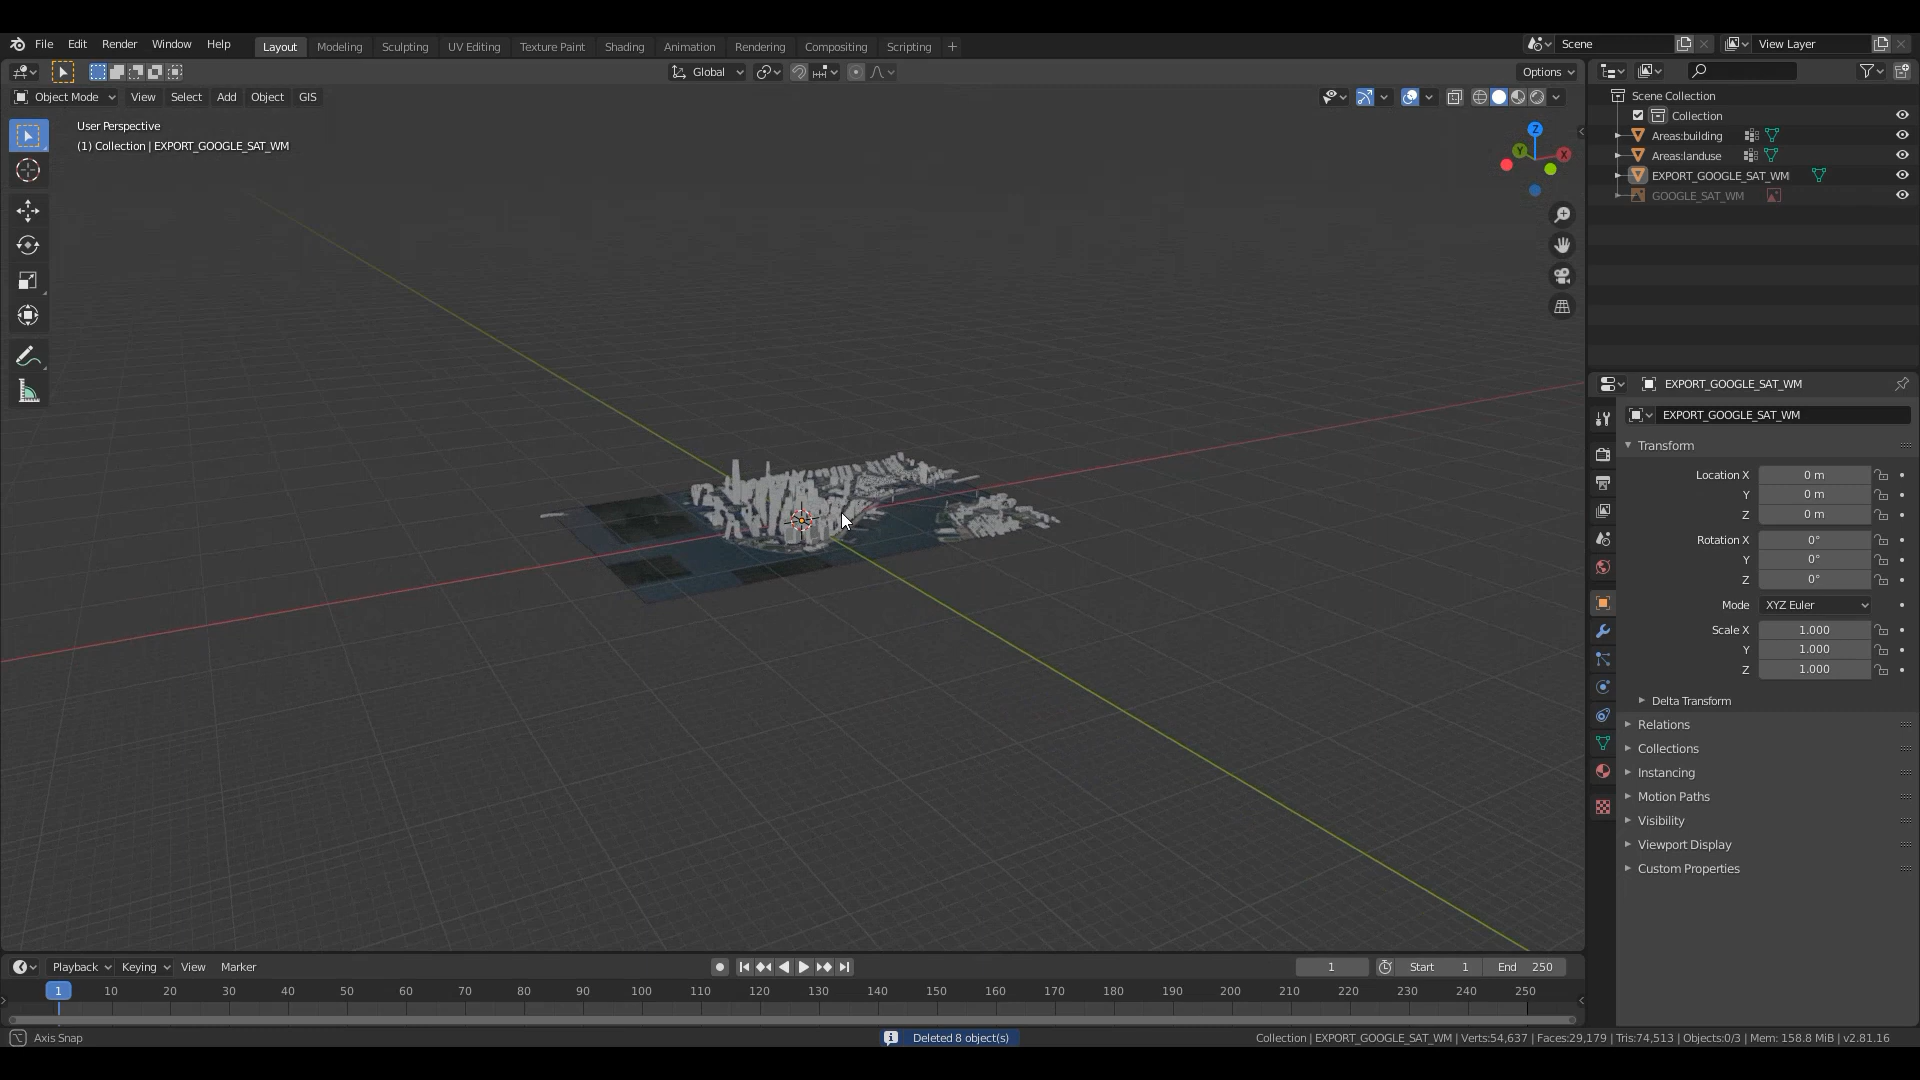 File Edit Render Window Help Layout Modeling Sculpting UV Editing Texture Paint Shading Animation Rendering Compositing Scripting + Scene View Layer
Global Options
Object Mode View Select Add Object GIS
User Perspective
(1) Collection | EXPORT_GOOGLE_SAT_WM
Z
Y X
Scene Collection
Collection
Areas:building
Areas:landuse
EXPORT_GOOGLE_SAT_WM
GOOGLE_SAT_WM
EXPORT_GOOGLE_SAT_WM
EXPORT_GOOGLE_SAT_WM
Transform
Location X 0 m
Y 0 m
Z 0 m
Rotation X 0°
Y 0°
Z 0°
Mode XYZ Euler
Scale X 1.000
Y 1.000
Z 1.000
Delta Transform
Relations
Collections
Instancing
Motion Paths
Visibility
Viewport Display
Custom Properties
Playback Keying View Marker 1 Start 1 End 250
1 10 20 30 40 50 60 70 80 90 100 110 120 130 140 150 160 170 180 190 200 210 220 230 240 250
Axis Snap Deleted 8 object(s) Collection | EXPORT_GOOGLE_SAT_WM | Verts:54,637 | Faces:29,179 | Tris:74,513 | Objects:0/3 | Mem: 158.8 MiB | v2.81.16